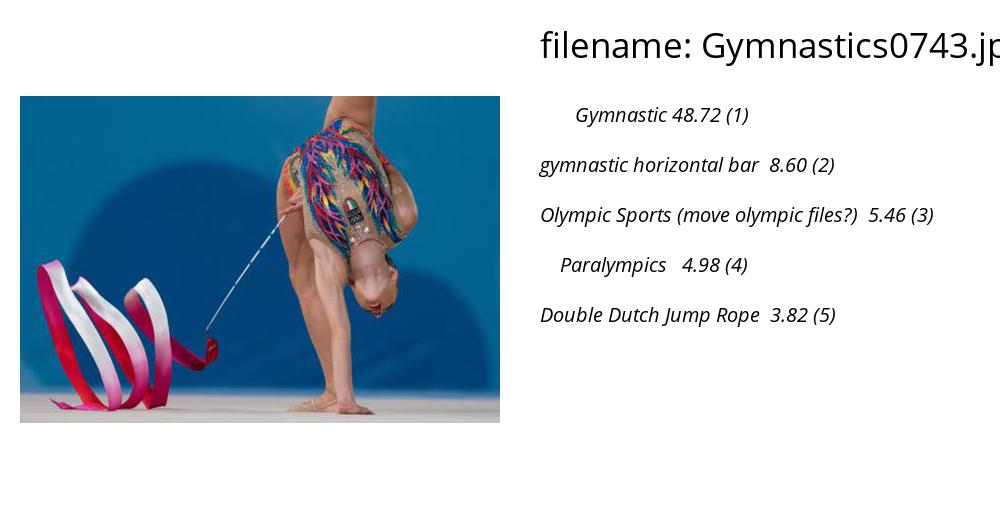 filename: Gymnastics0743.jp
Gymnastic 48.72 (1)
gymnastic horizontal bar 8.60 (2)
Olympic Sports (move olympic files?) 5.46 (3)
Paralympics 4.98 (4)
Double Dutch Jump Rope 3.82 (5)